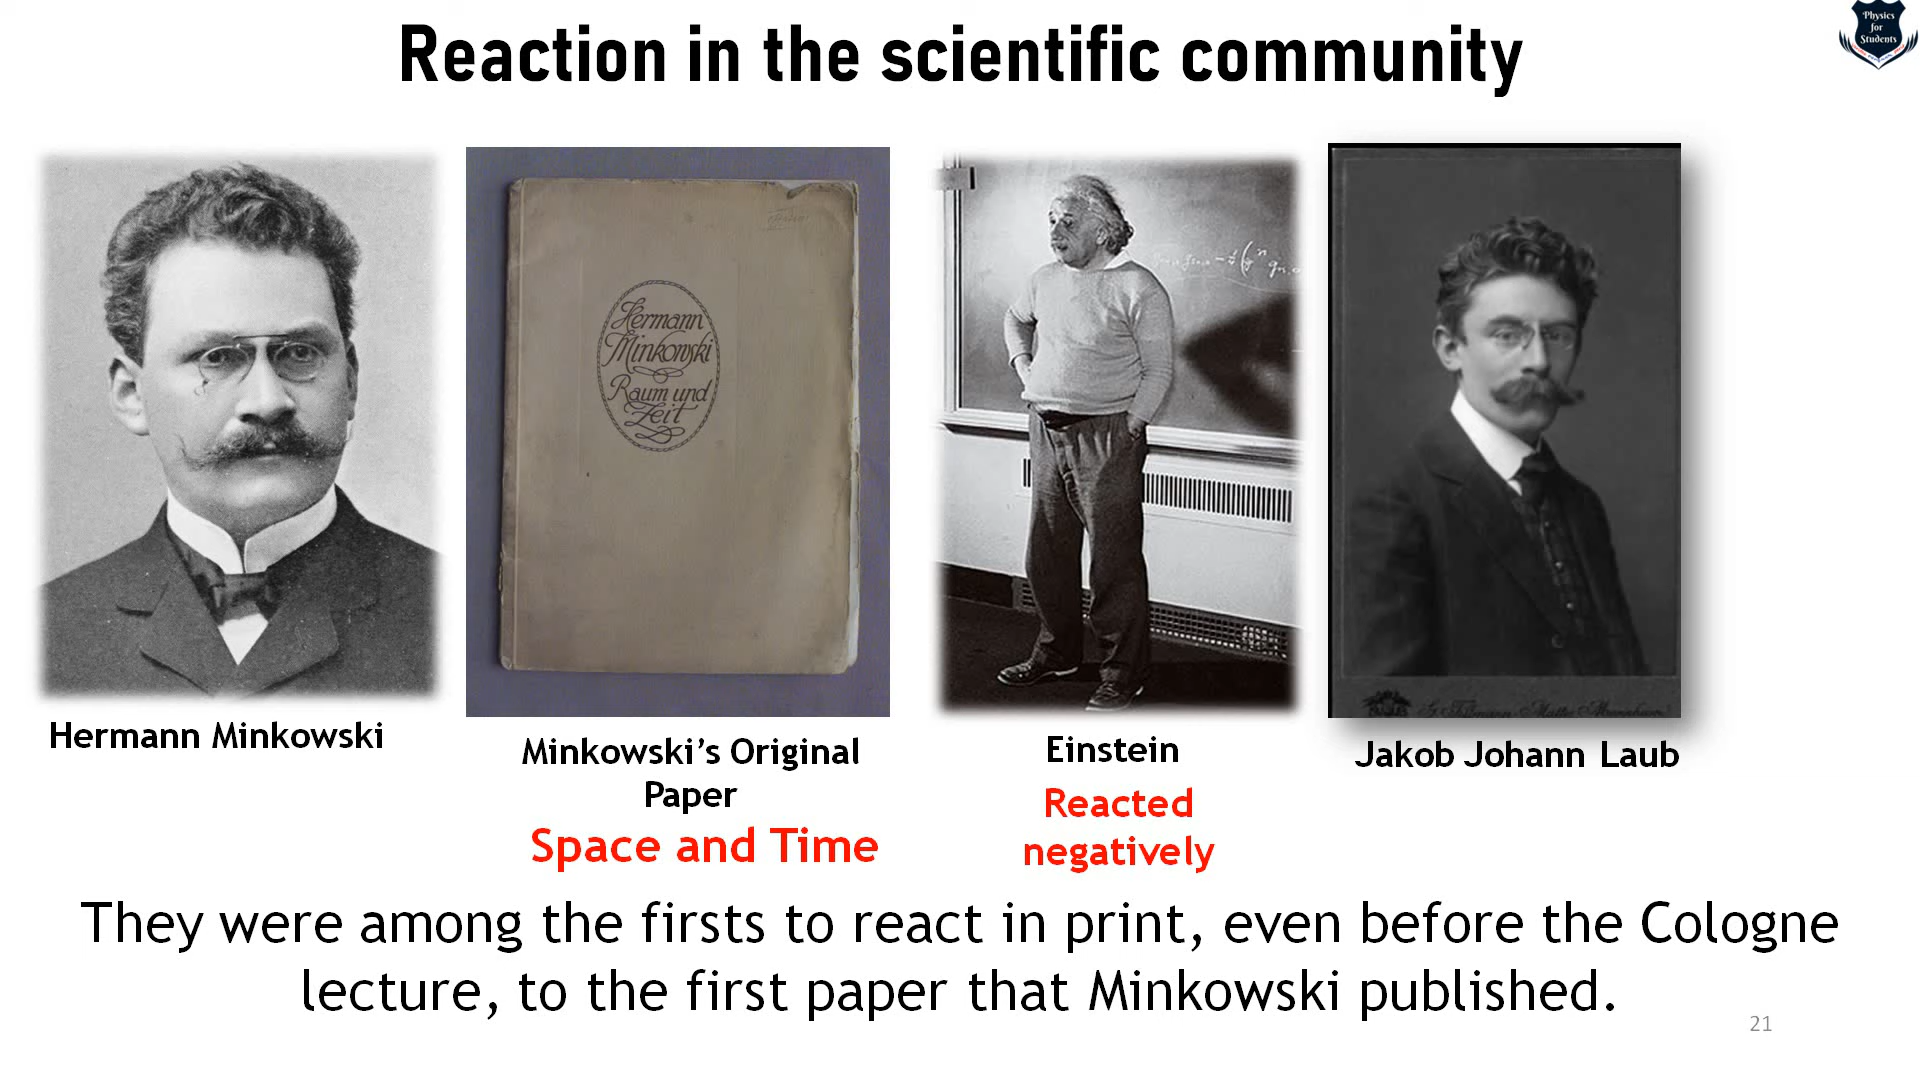 Reaction in the scientific community
Physics
for
Students
Hermann
Minkowski
Raum und
Zeit
Hermann Minkowski
Minkowski's Original
Paper
Space and Time
Einstein
Reacted
negatively
Jakob Johann Laub
They were among the firsts to react in print, even before the Cologne
lecture, to the first paper that Minkowski published.
21